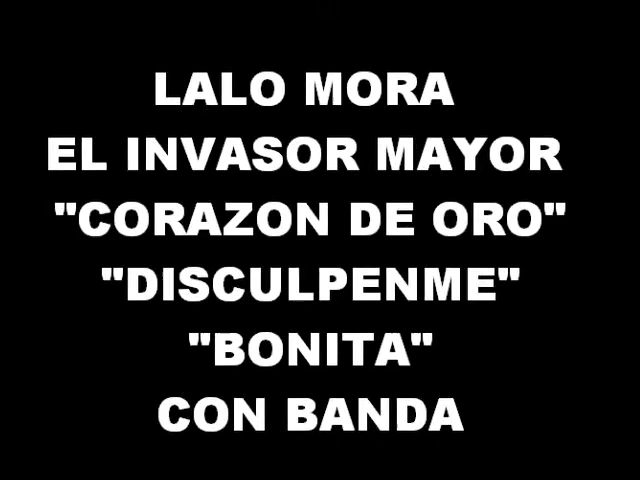 LALO MORA
EL INVASOR MAYOR
"CORAZON DE ORO"
"DISCULPENME"
"BONITA"
CON BANDA